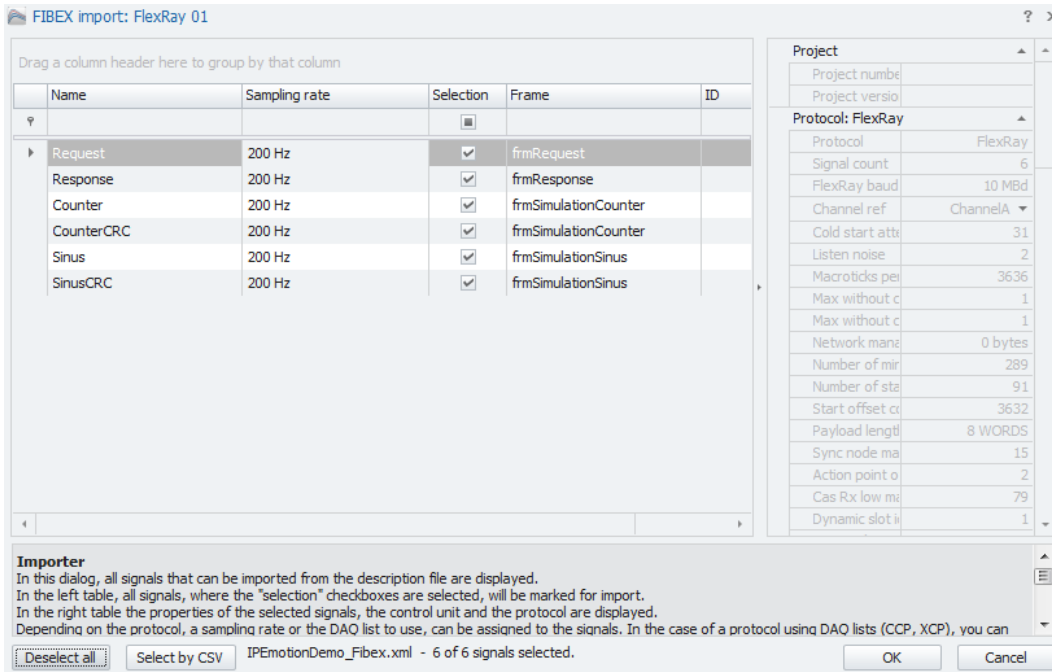 FIBEX import: FlexRay 01
?
Drag a column header here to group by that column
Name Sampling rate Selection Frame ID
Request 200 Hz frmRequest
Response 200 Hz frmResponse
Counter 200 Hz frmSimulationCounter
CounterCRC 200 Hz frmSimulationCounter
Sinus 200 Hz frmSimulationSinus
SinusCRC 200 Hz frmSimulationSinus
Project
Project numbe
Project versio
Protocol: FlexRay
Protocol FlexRay
Signal count 6
FlexRay baud 10 MBd
Channel ref ChannelA
Cold start atte 31
Listen noise 2
Macroticks per 3636
Max without c 1
Max without c 1
Network mana 0 bytes
Number of mir 289
Number of sta 91
Start offset co 3632
Payload lengtl 8 WORDS
Sync node ma 15
Action point o 2
Cas Rx low ma 79
Dynamic slot i 1
Importer
In this dialog, all signals that can be imported from the description file are displayed.
In the left table, all signals, where the "selection" checkboxes are selected, will be marked for import.
In the right table the properties of the selected signals, the control unit and the protocol are displayed.
Depending on the protocol, a sampling rate or the DAQ list to use, can be assigned to the signals. In the case of a protocol using DAQ lists (CCP, XCP), you can
Deselect all Select by CSV IPEmotionDemo_Fibex.xml - 6 of 6 signals selected. OK Cancel